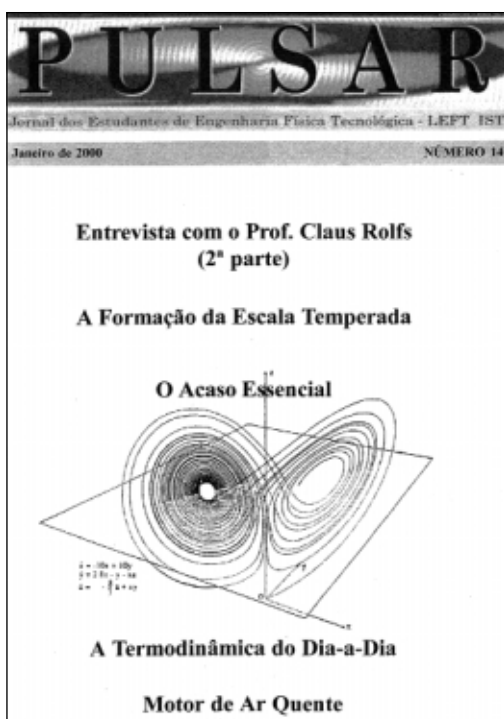 PULSAR
Jornal dos Estudantes de Engenharia Física Tecnológica - LEFT IST
Janeiro de 2000 NÚMERO 14
Entrevista com o Prof. Claus Rolfs
(2ª parte)
A Formação da Escala Temperada
O Acaso Essencial
A Termodinâmica do Dia-a-Dia
Motor de Ar Quente